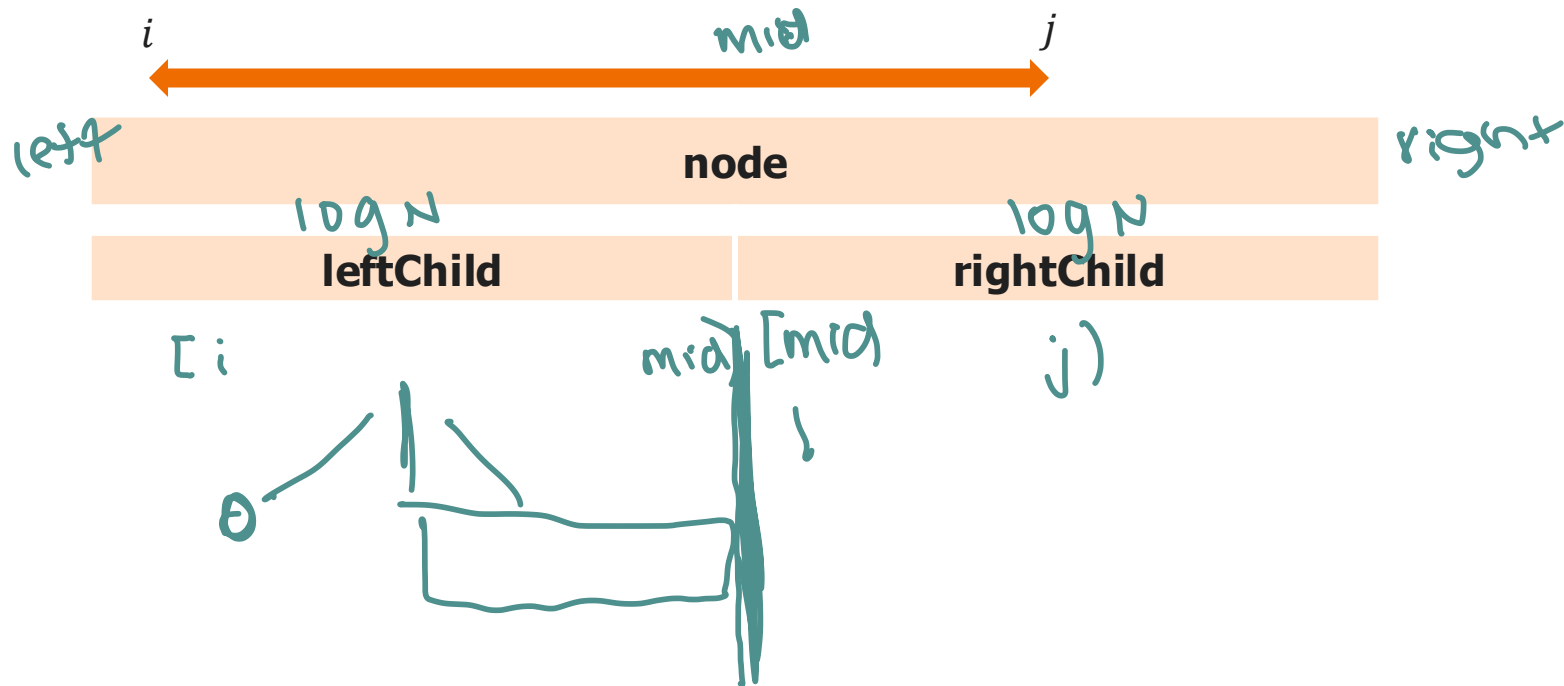 i mid j
left node right
log N log N
leftChild rightChild
[i mid) [mid j)